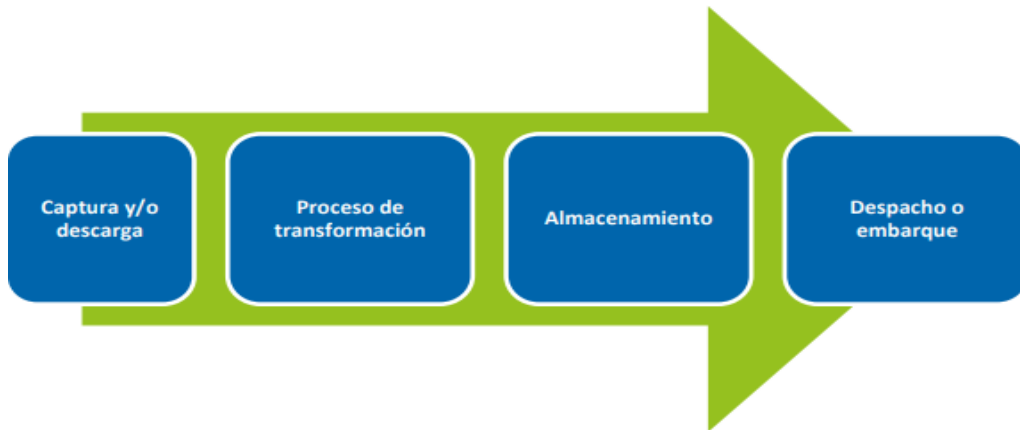 Captura y/o
descarga
Proceso de
transformación
Almacenamiento
Despacho o
embarque